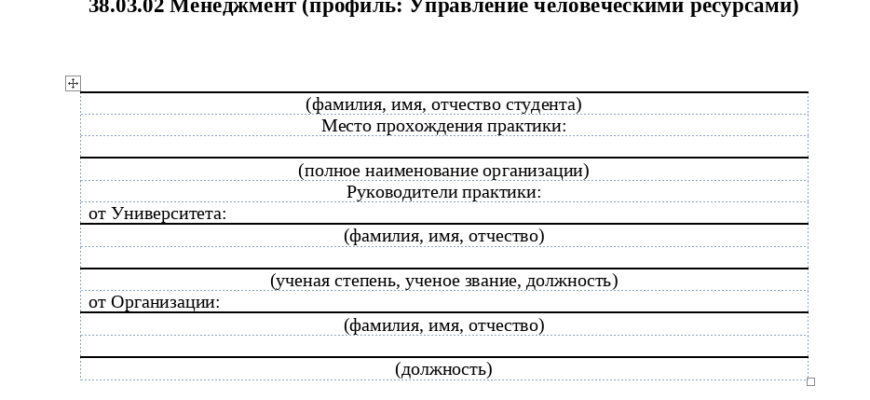 38.03.02 Менеджмент (профиль: Управление человеческими ресурсами)
(фамилия, имя, отчество студента)
Место прохождения практики:
(полное наименование организации)
Руководители практики:
от Университета:
(фамилия, имя, отчество)
(ученая степень, ученое звание, должность)
от Организации:
(фамилия, имя, отчество)
(должность)